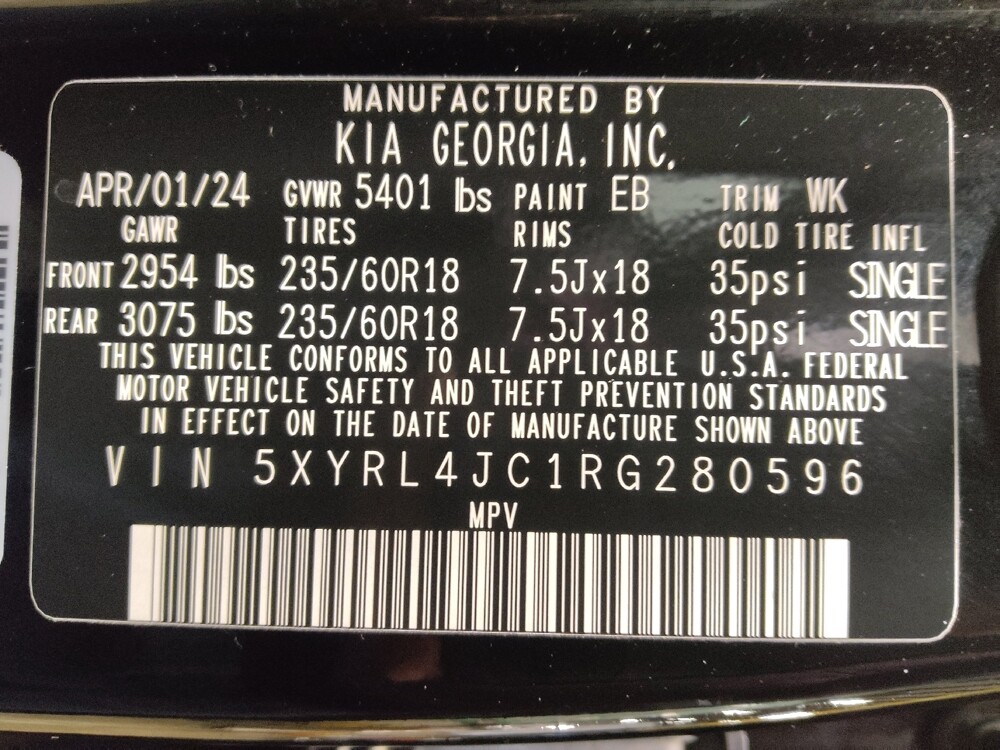 MANUFACTURED BY
KIA GEORGIA, INC.
APR/01/24 GVWR 5401 lbs PAINT EB TRIM WK
GAWR TIRES RIMS COLD TIRE INFL
FRONT 2954 lbs 235/60R18 7.5Jx18 35psi SINGLE
REAR 3075 lbs 235/60R18 7.5Jx18 35psi SINGLE
THIS VEHICLE CONFORMS TO ALL APPLICABLE U.S.A. FEDERAL
MOTOR VEHICLE SAFETY AND THEFT PREVENTION STANDARDS
IN EFFECT ON THE DATE OF MANUFACTURE SHOWN ABOVE
VIN 5XYRL4JC1RG280596
MPV